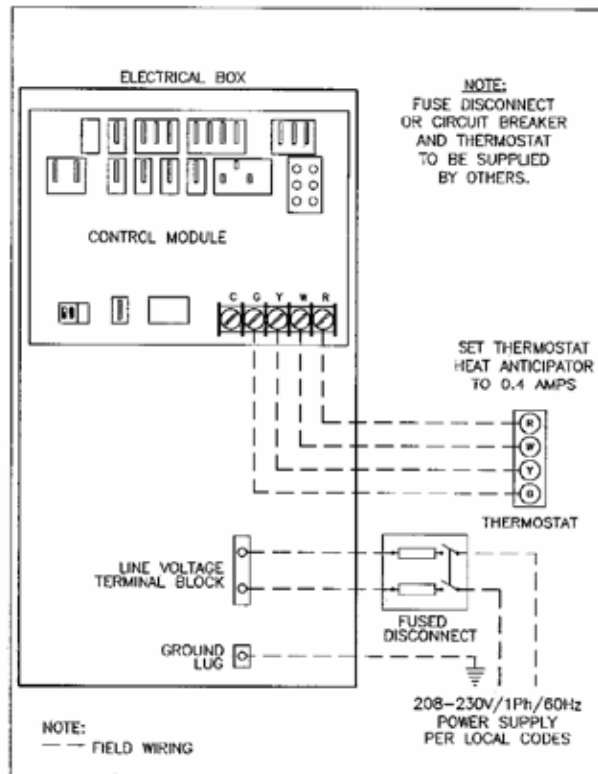 ELECTRICAL BOX
NOTE:
FUSE DISCONNECT
OR CIRCUIT BREAKER
AND THERMOSTAT
TO BE SUPPLIED
BY OTHERS.
CONTROL MODULE
C G Y W R
SET THERMOSTAT
HEAT ANTICIPATOR
TO 0.4 AMPS
R
W
Y
G
THERMOSTAT
LINE VOLTAGE
TERMINAL BLOCK
FUSED
DISCONNECT
GROUND
LUG
208-230V/1Ph/60Hz
POWER SUPPLY
PER LOCAL CODES
NOTE:
FIELD WIRING